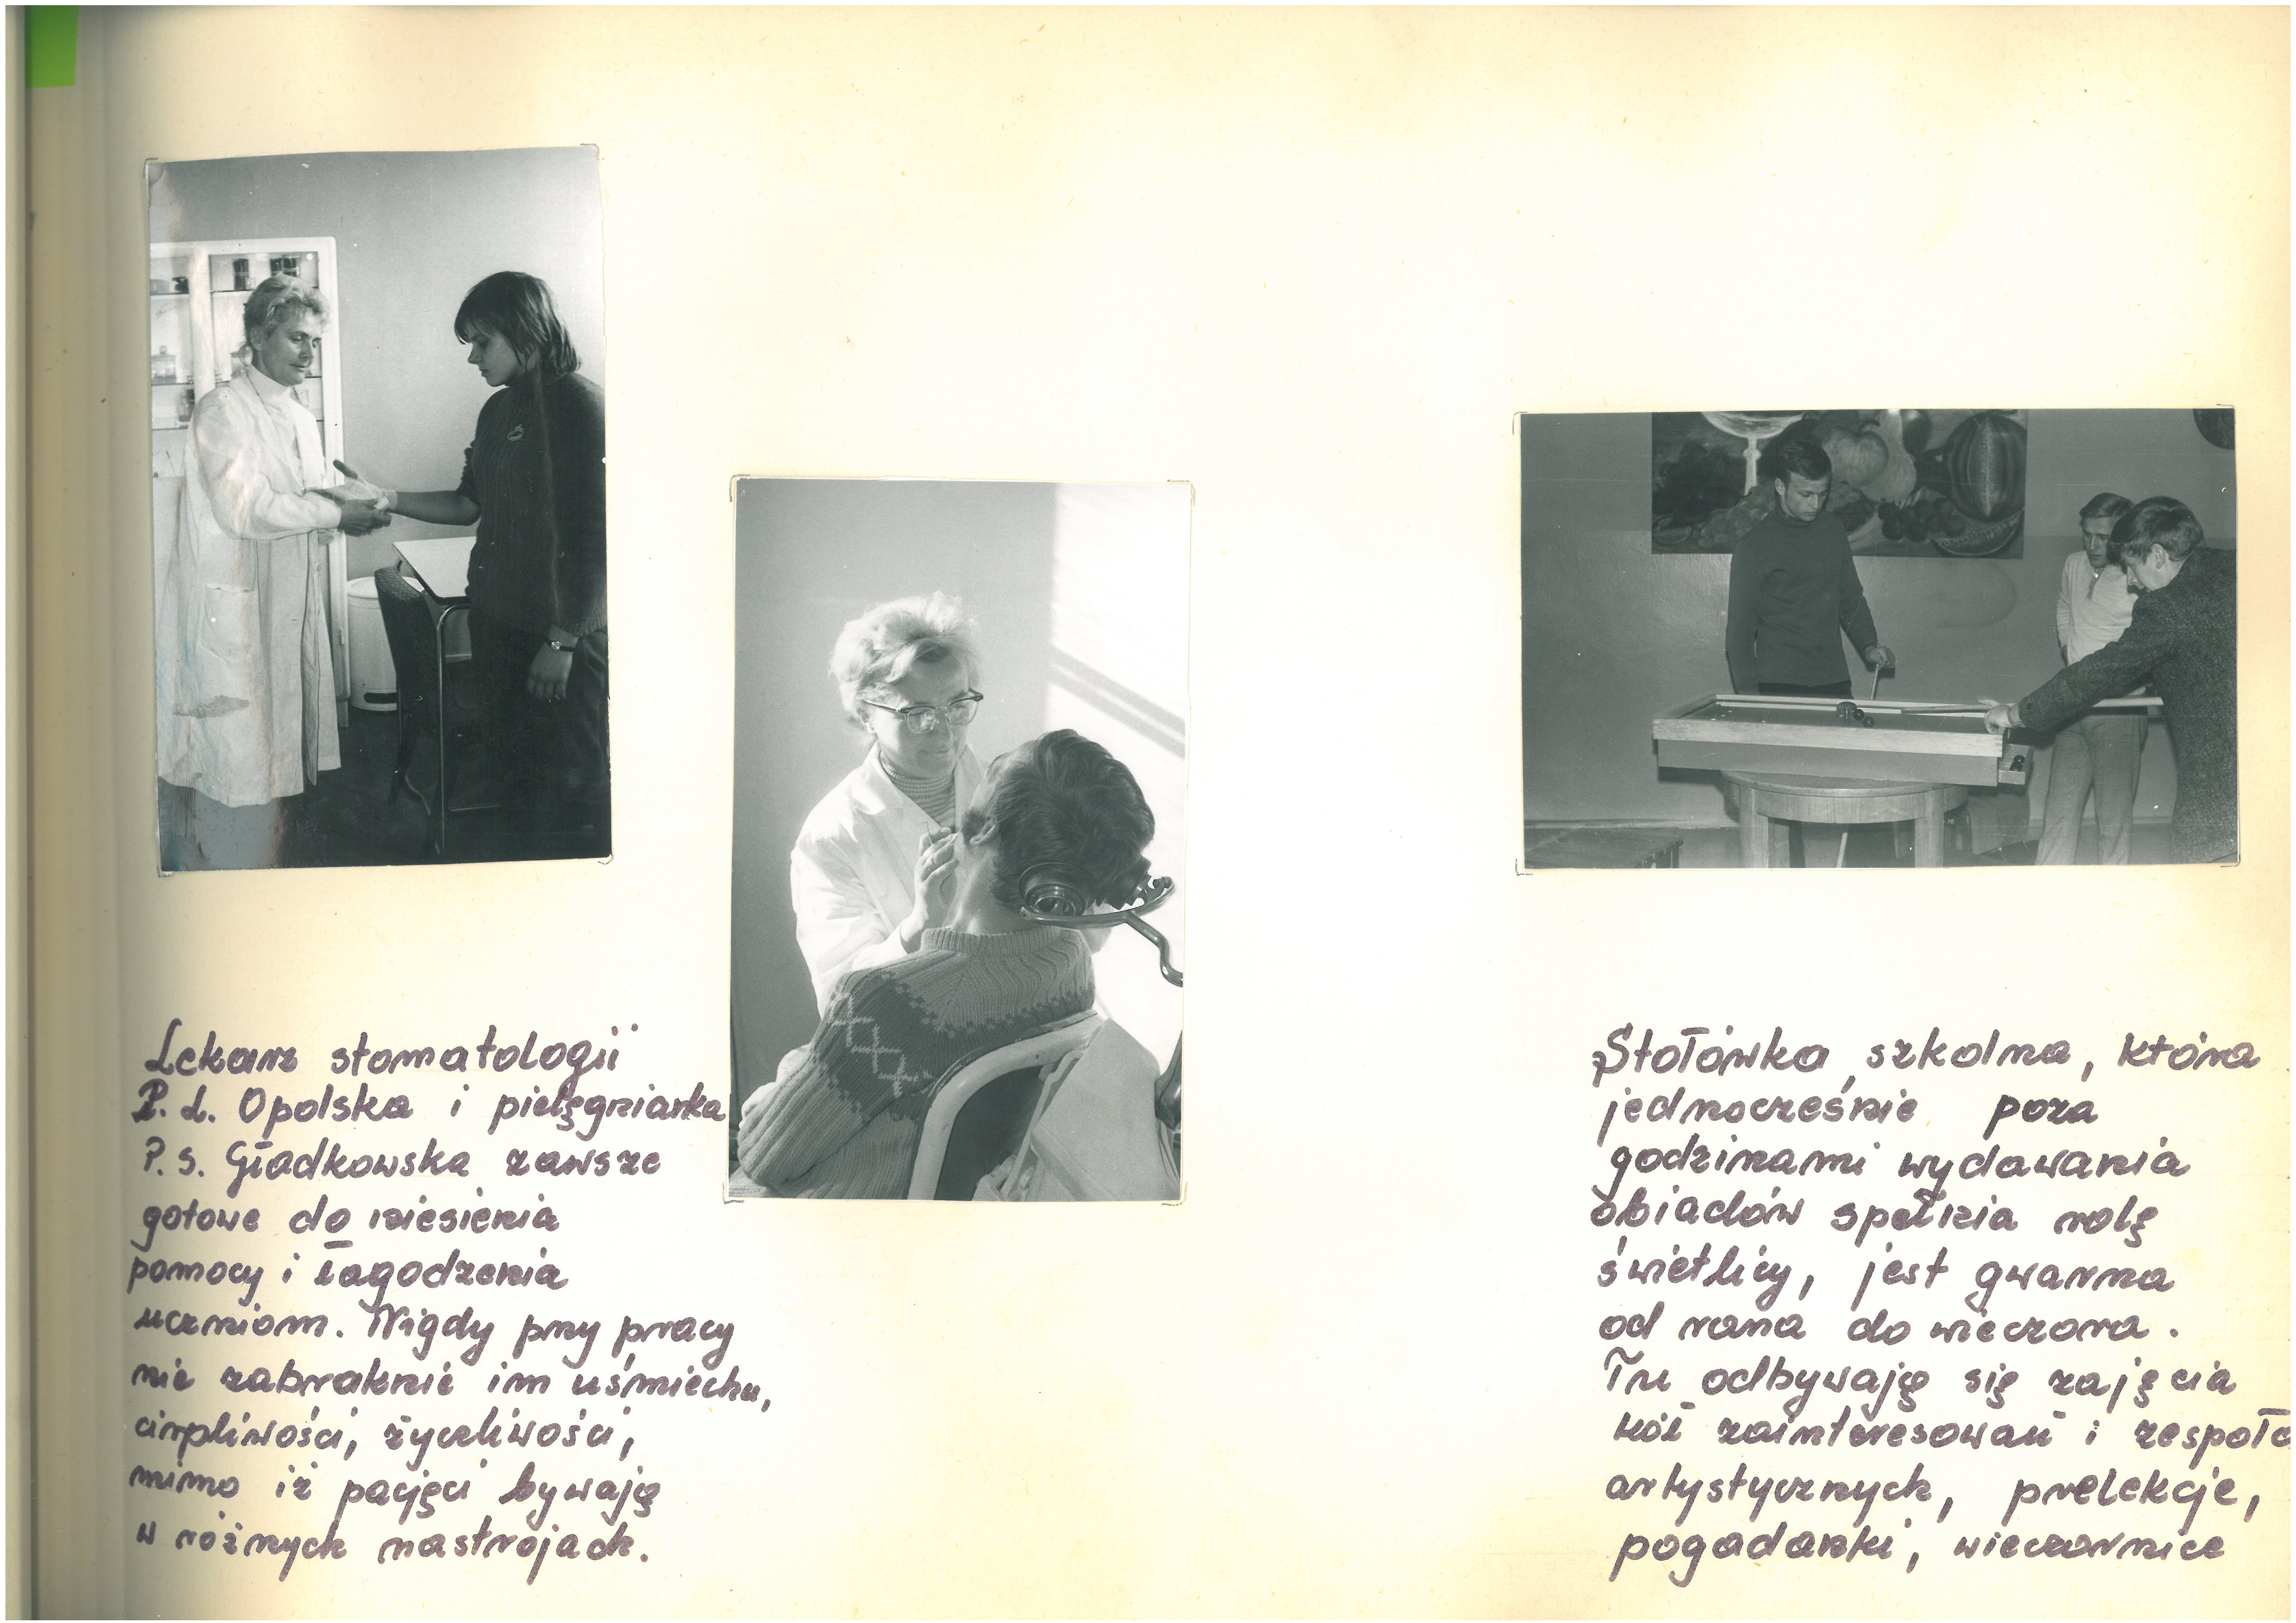 Lekarz stomatologii
P. L. Opolska i pielęgniarka
P. S. Gładkowska zawsze
gotowe do niesienia
pomocy i łagodzenia
uczniom. Nigdy przy pracy
nie zabraknie im uśmiechu,
cierpliwości, życzliwości,
mimo iż pacjęci bywają
w różnych nastrojach.
Stołówka szkolna, która
jednocześnie poza
godzinami wydawania
obiadów spełnia rolę
świetlicy, jest gwarna
od rana do wieczora.
Tu odbywają się zajęcia
kół zainteresowań i zespołó
artystycznych, prelekcje,
pogadanki, wieczornice